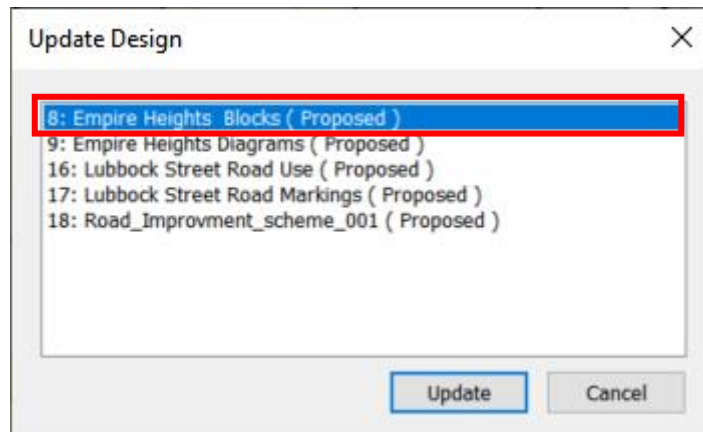 Update Design
8: Empire Heights  Blocks ( Proposed )
9: Empire Heights Diagrams ( Proposed )
16: Lubbock Street Road Use ( Proposed )
17: Lubbock Street Road Markings ( Proposed )
18: Road_Improvment_scheme_001 ( Proposed )
Update Cancel